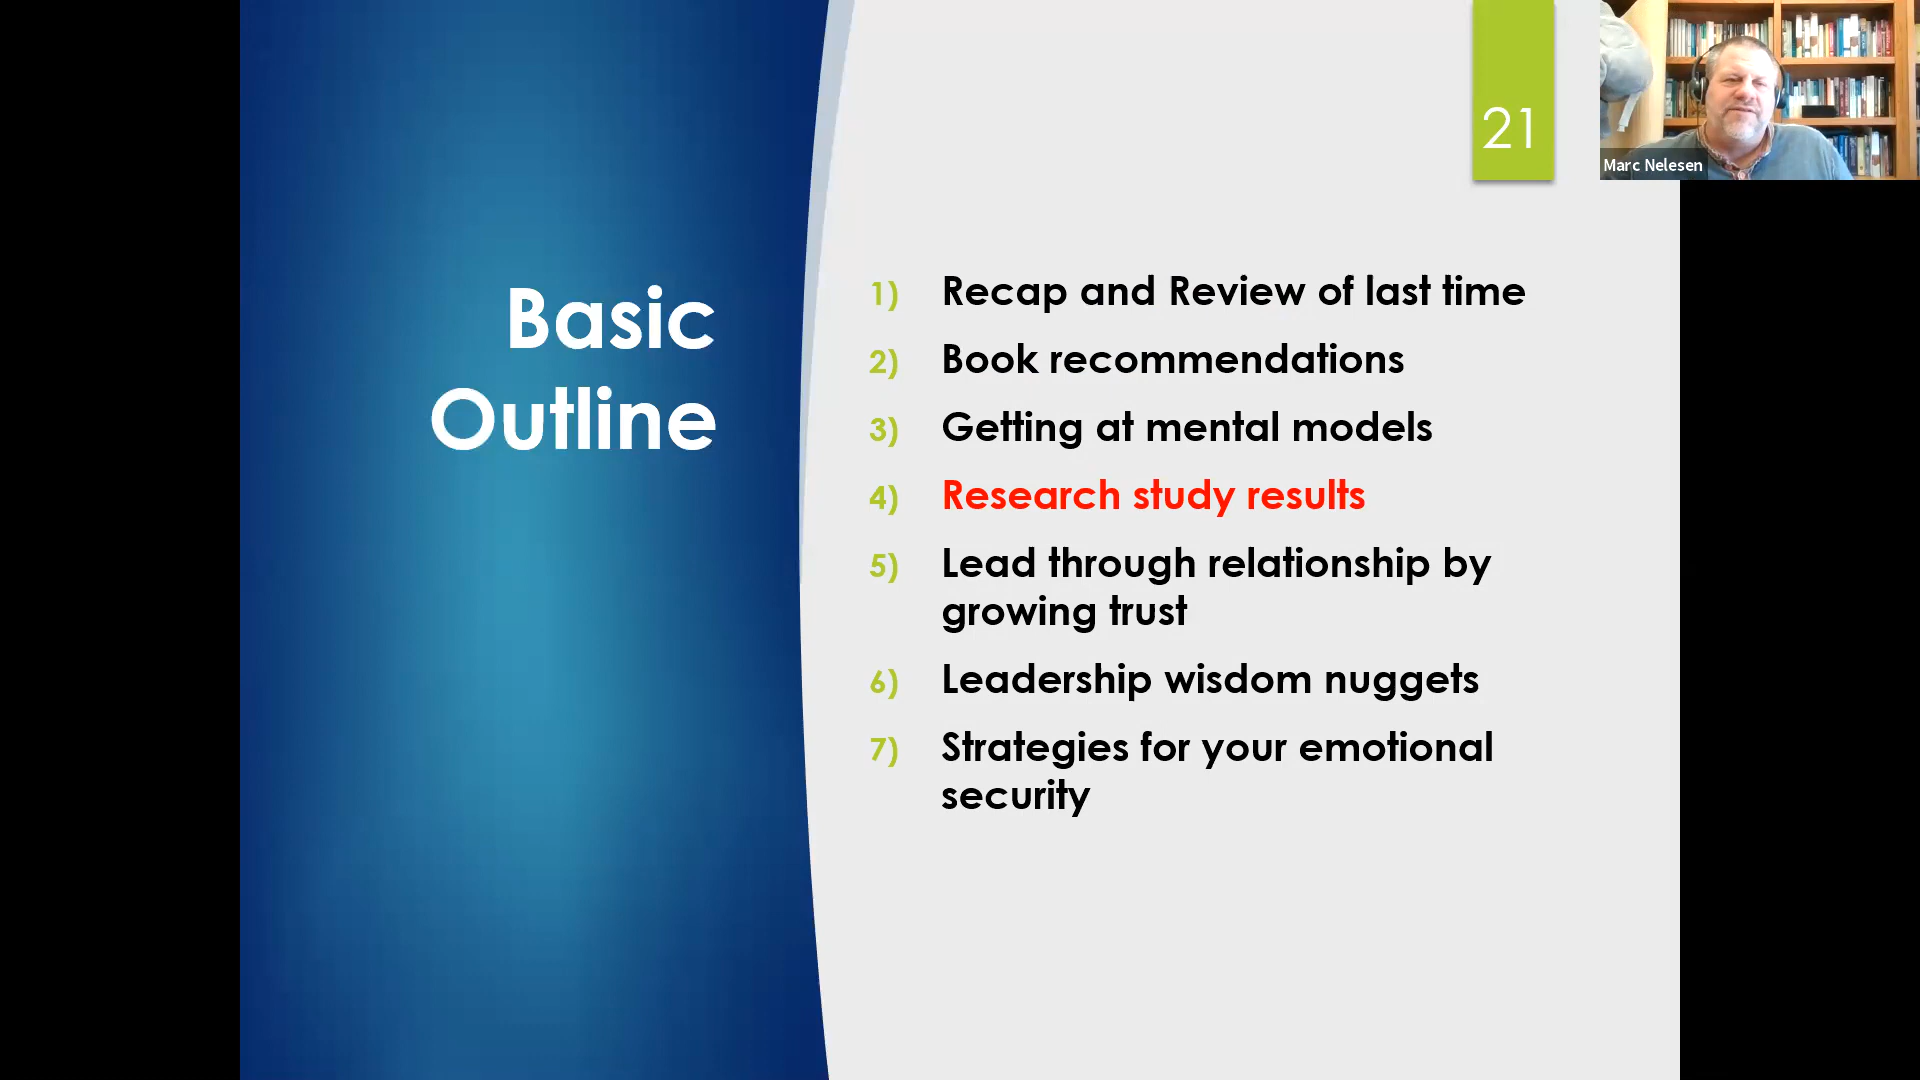 21
Marc Nelesen
Basic
Outline
1) Recap and Review of last time
2) Book recommendations
3) Getting at mental models
4) Research study results
5) Lead through relationship by
growing trust
6) Leadership wisdom nuggets
7) Strategies for your emotional
security